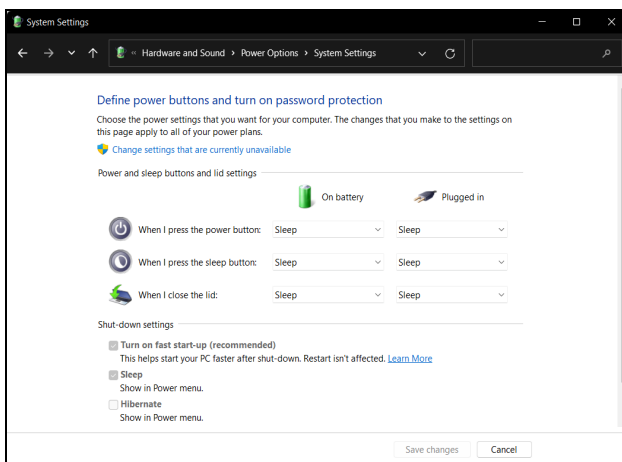 System Settings
« Hardware and Sound › Power Options › System Settings
Define power buttons and turn on password protection
Choose the power settings that you want for your computer. The changes that you make to the settings on
this page apply to all of your power plans.
Change settings that are currently unavailable
Power and sleep buttons and lid settings
On battery Plugged in
When I press the power button: Sleep Sleep
When I press the sleep button: Sleep Sleep
When I close the lid: Sleep Sleep
Shut-down settings
Turn on fast start-up (recommended)
This helps start your PC faster after shut-down. Restart isn't affected. Learn More
Sleep
Show in Power menu.
Hibernate
Show in Power menu.
Save changes Cancel